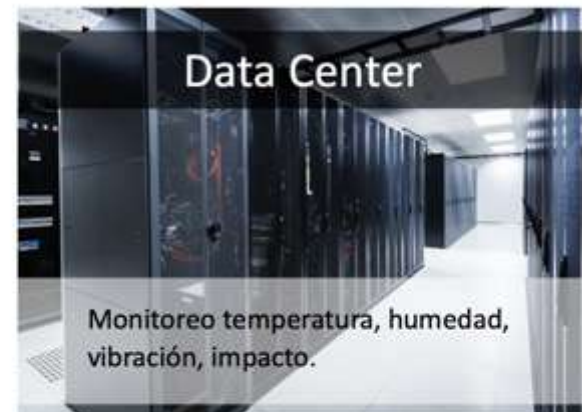 Data Center
Monitoreo temperatura, humedad,
vibración, impacto.